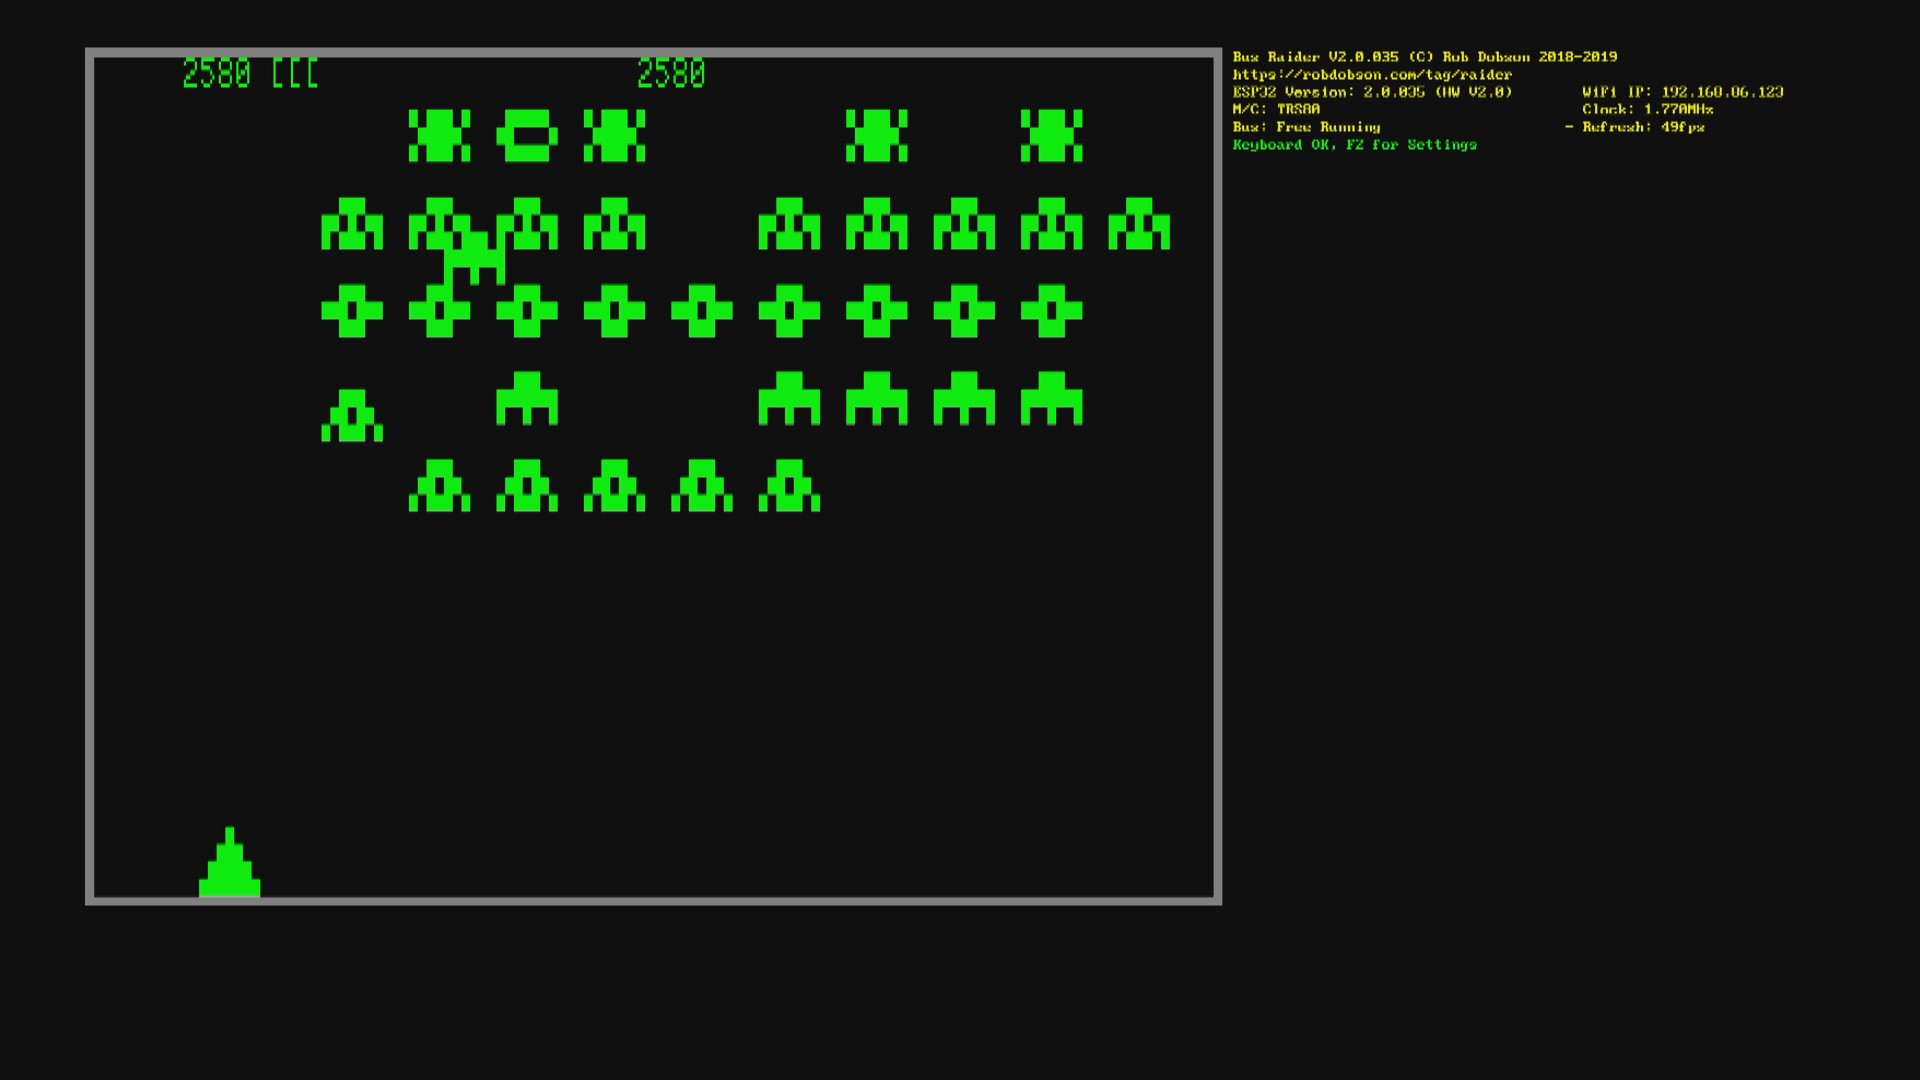 2580 [[[ 2580
Bus Raider V2.0.035 (C) Rob Dobson 2018-2019
https://robdobson.com/tag/raider
ESP32 Version: 2.0.035 (HW V2.0) WiFi IP: 192.168.86.123
M/C: TRS80 Clock: 1.770MHz
Bus: Free Running - Refresh: 49fps
Keyboard OK, F2 for Settings